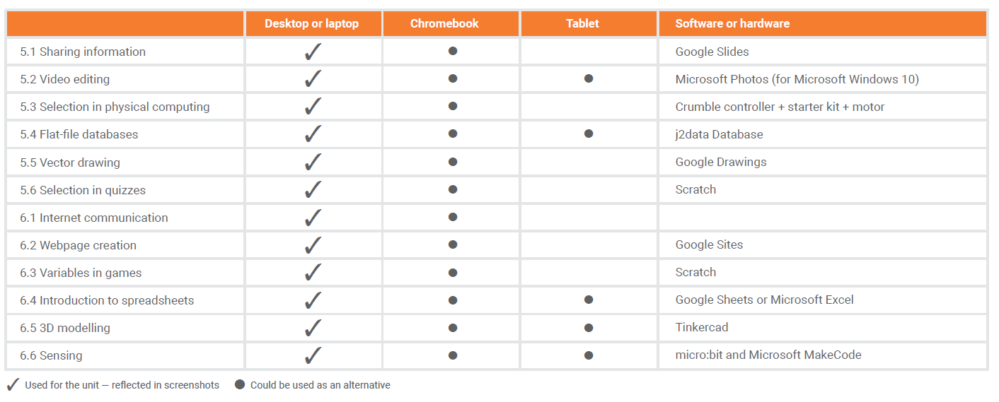 Desktop or laptop Chromebook Tablet Software or hardware
5.1 Sharing information ✓ ● Google Slides
5.2 Video editing ✓ ● ● Microsoft Photos (for Microsoft Windows 10)
5.3 Selection in physical computing ✓ ● Crumble controller + starter kit + motor
5.4 Flat-file databases ✓ ● ● j2data Database
5.5 Vector drawing ✓ ● Google Drawings
5.6 Selection in quizzes ✓ ● Scratch
6.1 Internet communication ✓ ●
6.2 Webpage creation ✓ ● Google Sites
6.3 Variables in games ✓ ● Scratch
6.4 Introduction to spreadsheets ✓ ● ● Google Sheets or Microsoft Excel
6.5 3D modelling ✓ ● ● Tinkercad
6.6 Sensing ✓ ● ● micro:bit and Microsoft MakeCode
✓ Used for the unit — reflected in screenshots ● Could be used as an alternative